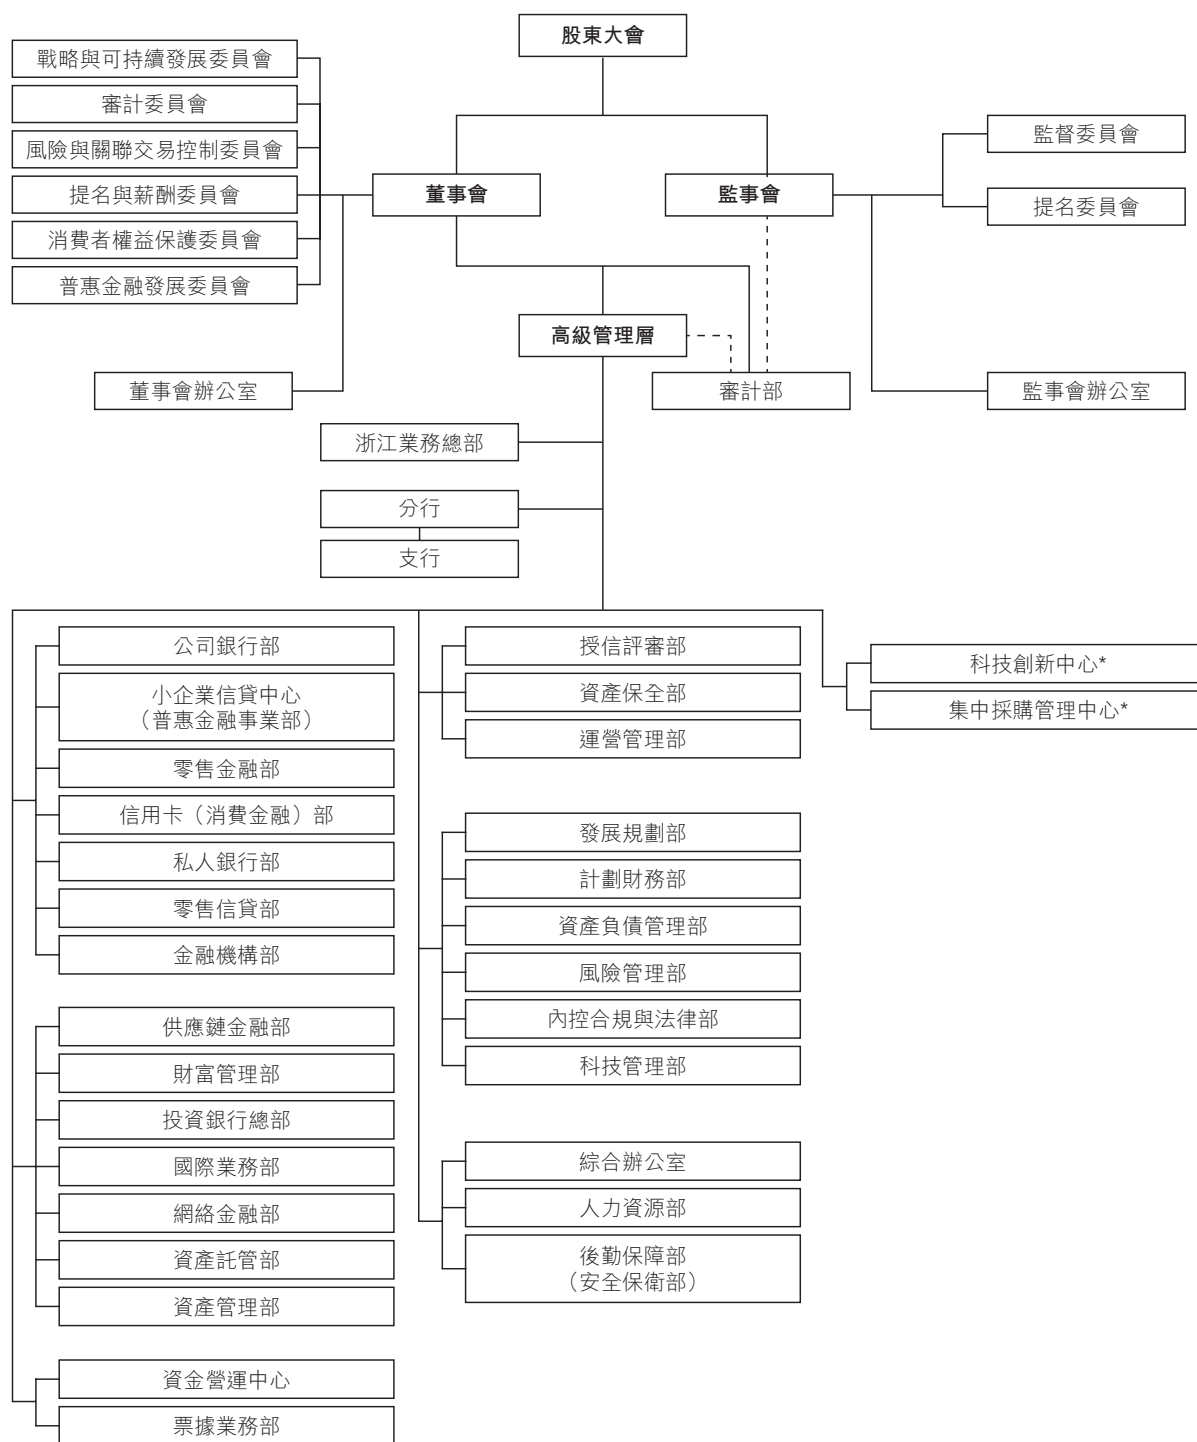 股東大會
戰略與可持續發展委員會
審計委員會
風險與關聯交易控制委員會
提名與薪酬委員會
消費者權益保護委員會
普惠金融發展委員會
董事會
監事會
監督委員會
提名委員會
高級管理層
董事會辦公室
審計部
監事會辦公室
浙江業務總部
分行
支行
公司銀行部
小企業信貸中心
（普惠金融事業部）
零售金融部
信用卡（消費金融）部
私人銀行部
零售信貸部
金融機構部
供應鏈金融部
財富管理部
投資銀行總部
國際業務部
網絡金融部
資產託管部
資產管理部
資金營運中心
票據業務部
授信評審部
資產保全部
運營管理部
發展規劃部
計劃財務部
資產負債管理部
風險管理部
內控合規與法律部
科技管理部
綜合辦公室
人力資源部
後勤保障部
（安全保衛部）
科技創新中心*
集中採購管理中心*